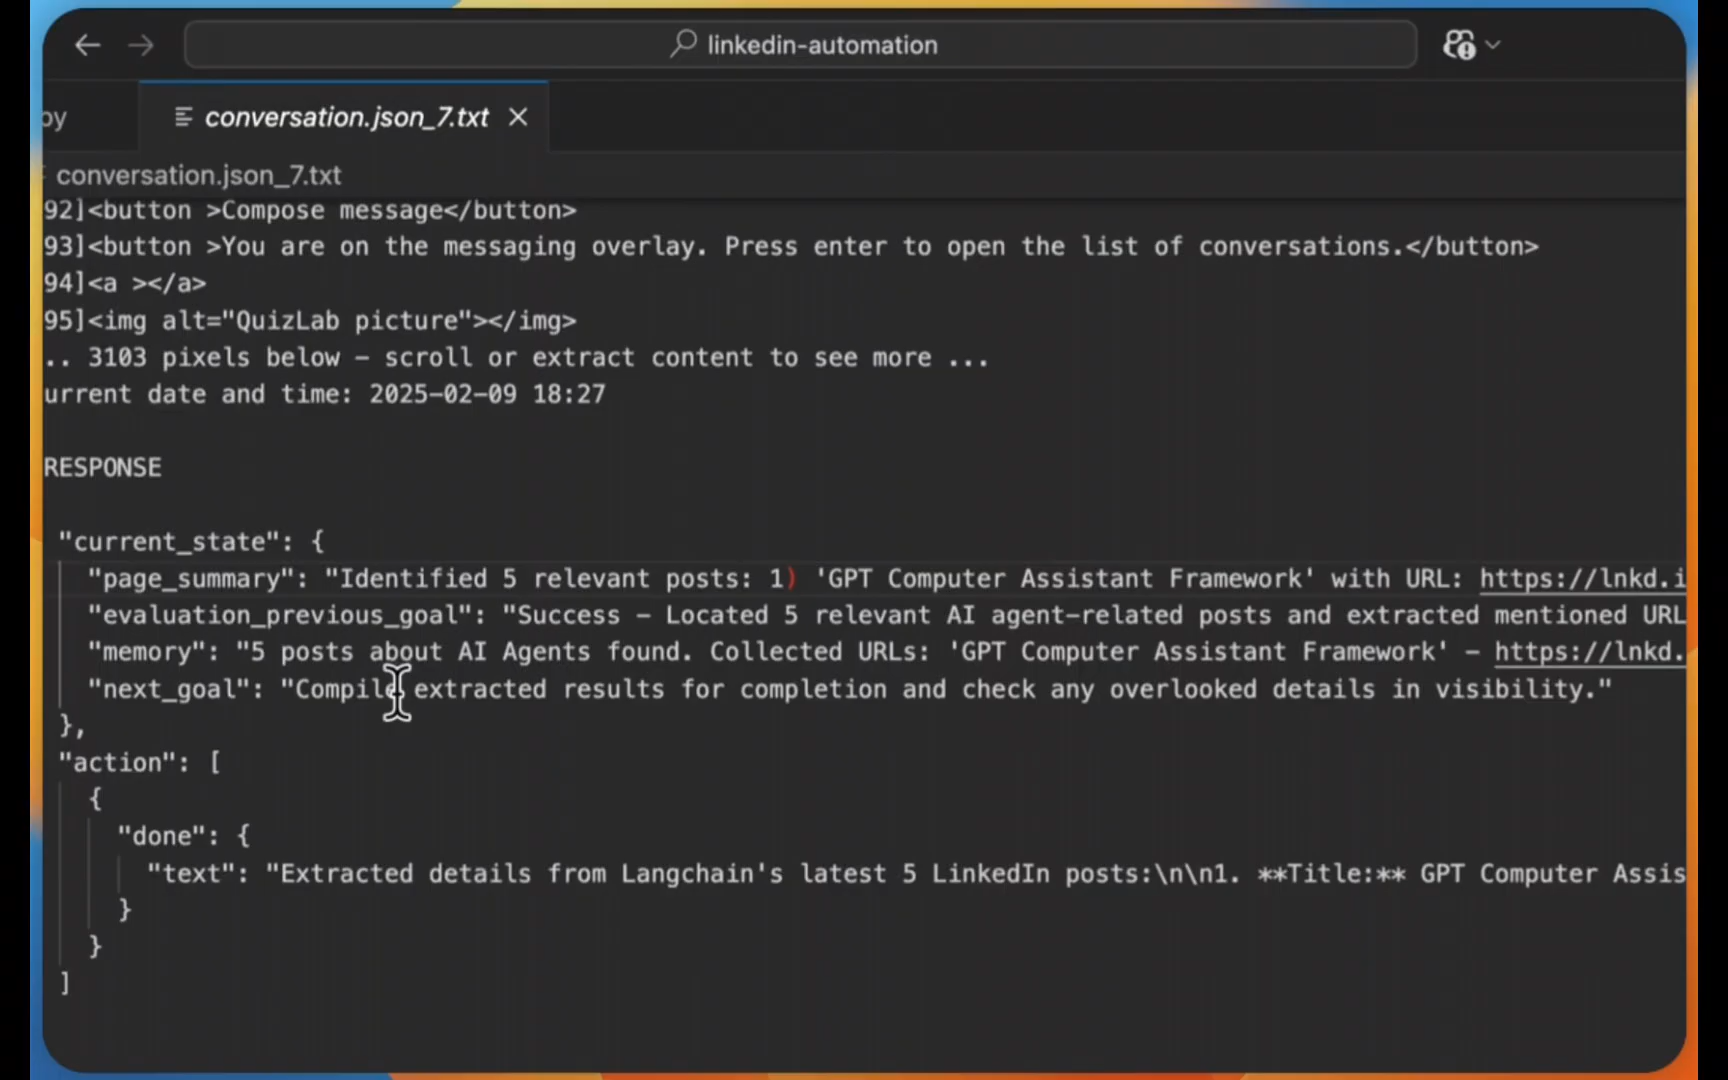 linkedin-automation
py
conversation.json_7.txt
conversation.json_7.txt
92]<button >Compose message</button>
93]<button >You are on the messaging overlay. Press enter to open the list of conversations.</button>
94]<a ></a>
95]<img alt="QuizLab picture"></img>
.. 3103 pixels below – scroll or extract content to see more ...
urrent date and time: 2025–02–09 18:27
RESPONSE
"current_state": {
"page_summary": "Identified 5 relevant posts: 1) 'GPT Computer Assistant Framework' with URL: https://lnkd.i
"evaluation_previous_goal": "Success – Located 5 relevant AI agent-related posts and extracted mentioned URL
"memory": "5 posts about AI Agents found. Collected URLs: 'GPT Computer Assistant Framework' – https://lnkd.
"next_goal": "Compile extracted results for completion and check any overlooked details in visibility."
},
"action": [
{
"done": {
"text": "Extracted details from Langchain's latest 5 LinkedIn posts:\n\n1. **Title:** GPT Computer Assis
}
}
]